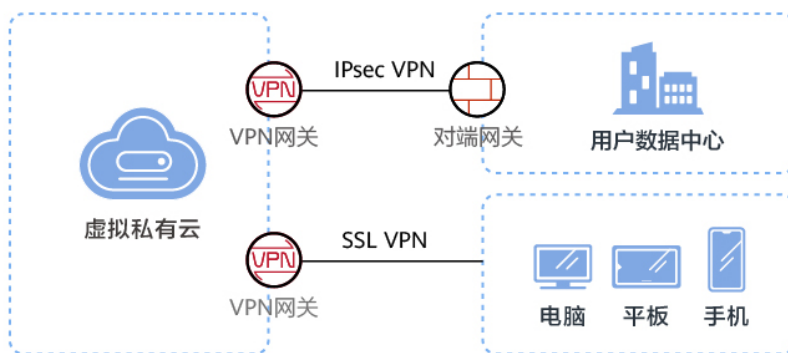 IPsec VPN
VPN
VPN网关
对端网关
用户数据中心
虚拟私有云
SSL VPN
VPN
VPN网关
电脑
平板
手机